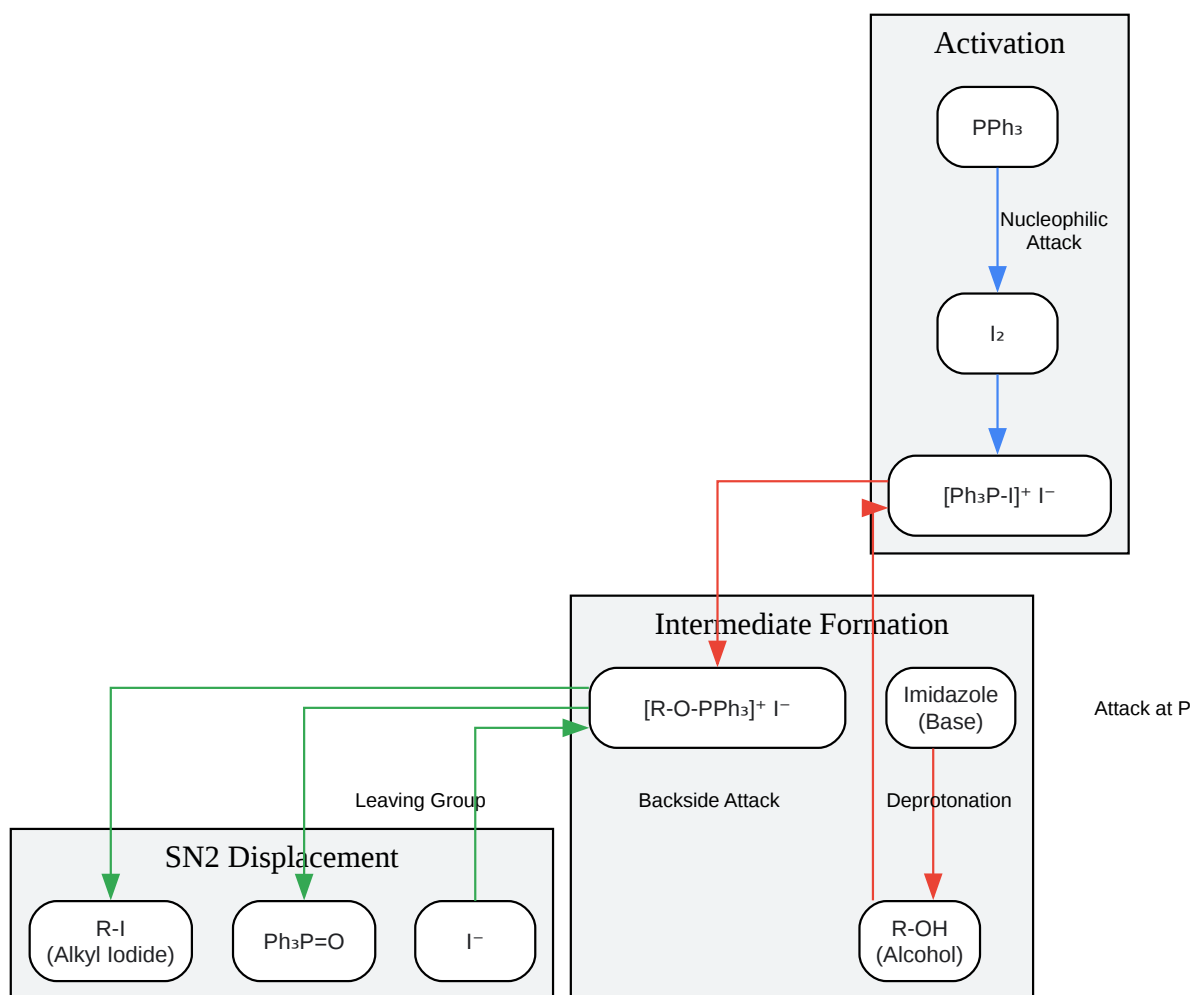 Activation
PPh₃
Nucleophilic
Attack
I₂
[Ph₃P-I]⁺ I⁻
Intermediate Formation
[R-O-PPh₃]⁺ I⁻
Imidazole
(Base)
Attack at P
Leaving Group
Backside Attack
Deprotonation
SN2 Displacement
R-I
(Alkyl Iodide)
Ph₃P=O
I⁻
R-OH
(Alcohol)